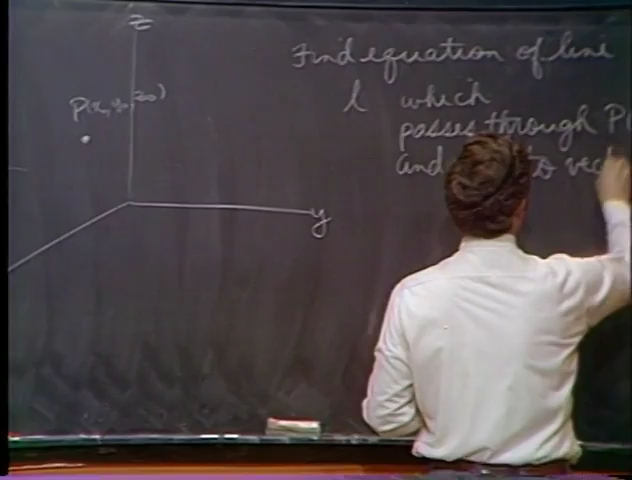 z
P(x₀, y₀, z₀)
y
Find equation of line
l which
passes through P(
and to vec